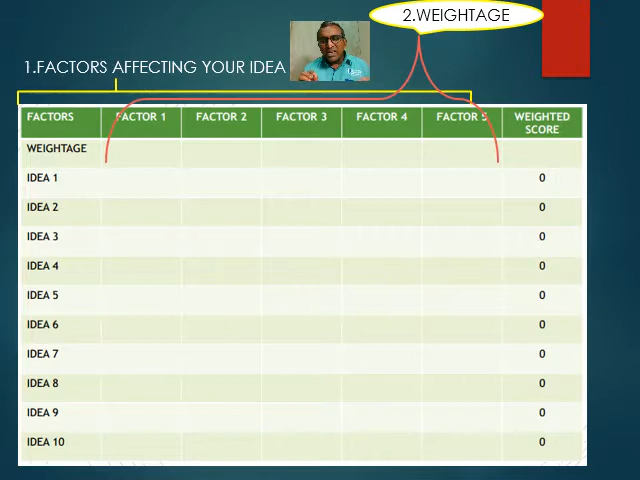 2.WEIGHTAGE
1.FACTORS AFFECTING YOUR IDEA
FACTORS FACTOR 1 FACTOR 2 FACTOR 3 FACTOR 4 FACTOR 5 WEIGHTED SCORE
WEIGHTAGE
IDEA 1 0
IDEA 2 0
IDEA 3 0
IDEA 4 0
IDEA 5 0
IDEA 6 0
IDEA 7 0
IDEA 8 0
IDEA 9 0
IDEA 10 0